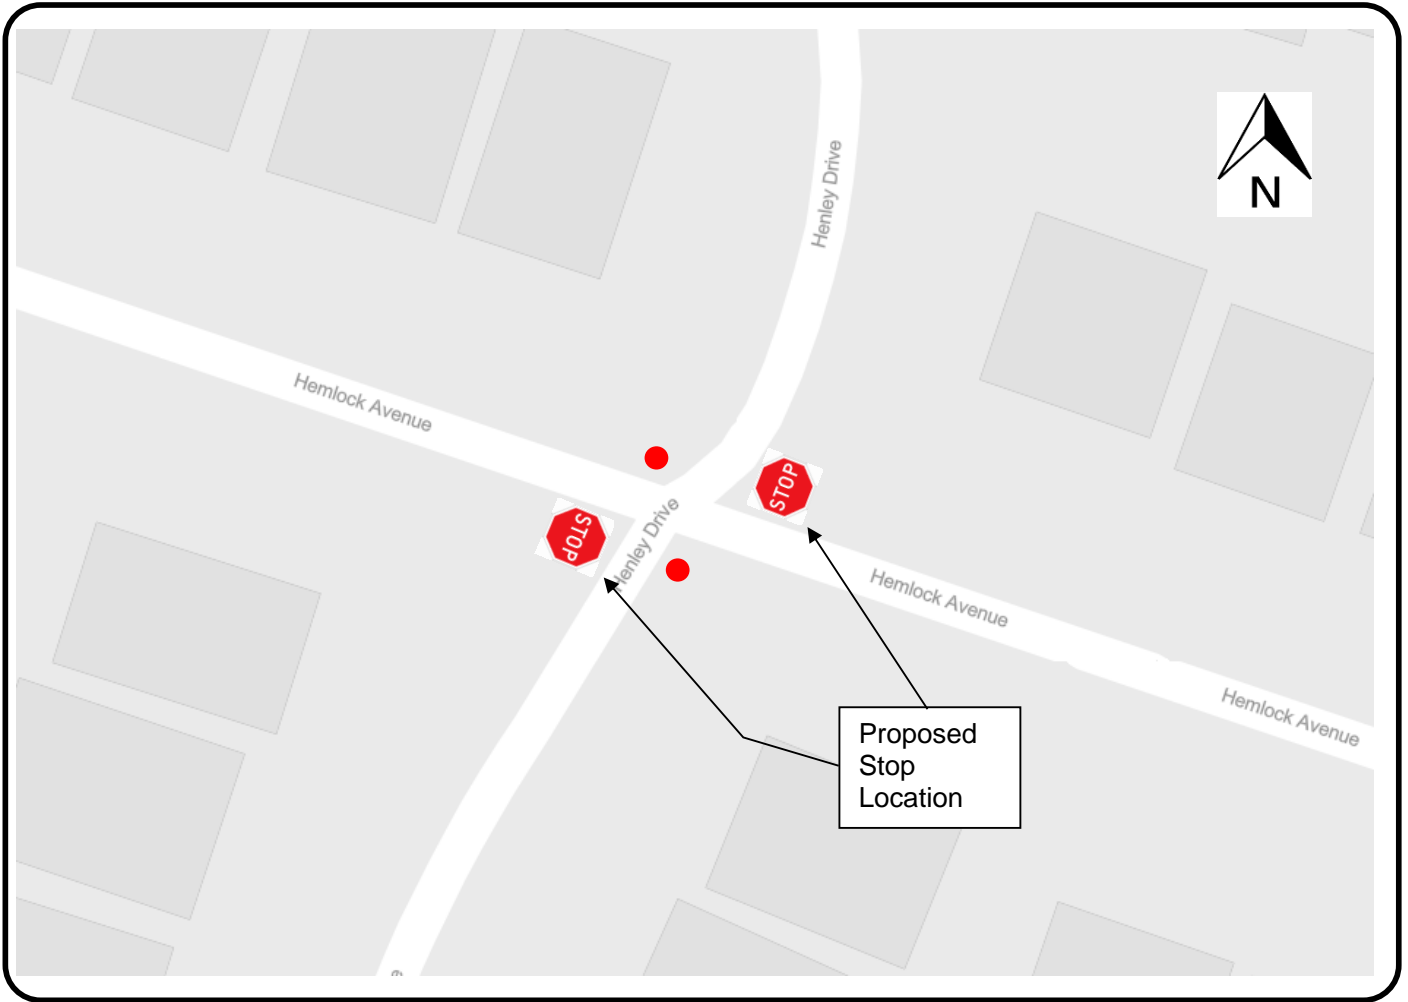 Henley Drive
N
Hemlock Avenue
STOP
STOP
Henley Drive
Hemlock Avenue
Hemlock Avenue
Proposed
Stop
Location
e